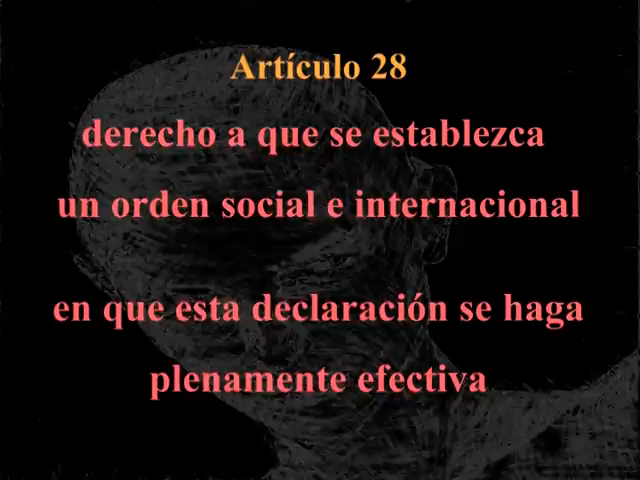 Artículo 28
derecho a que se establezca
un orden social e internacional
en que esta declaración se haga
plenamente efectiva